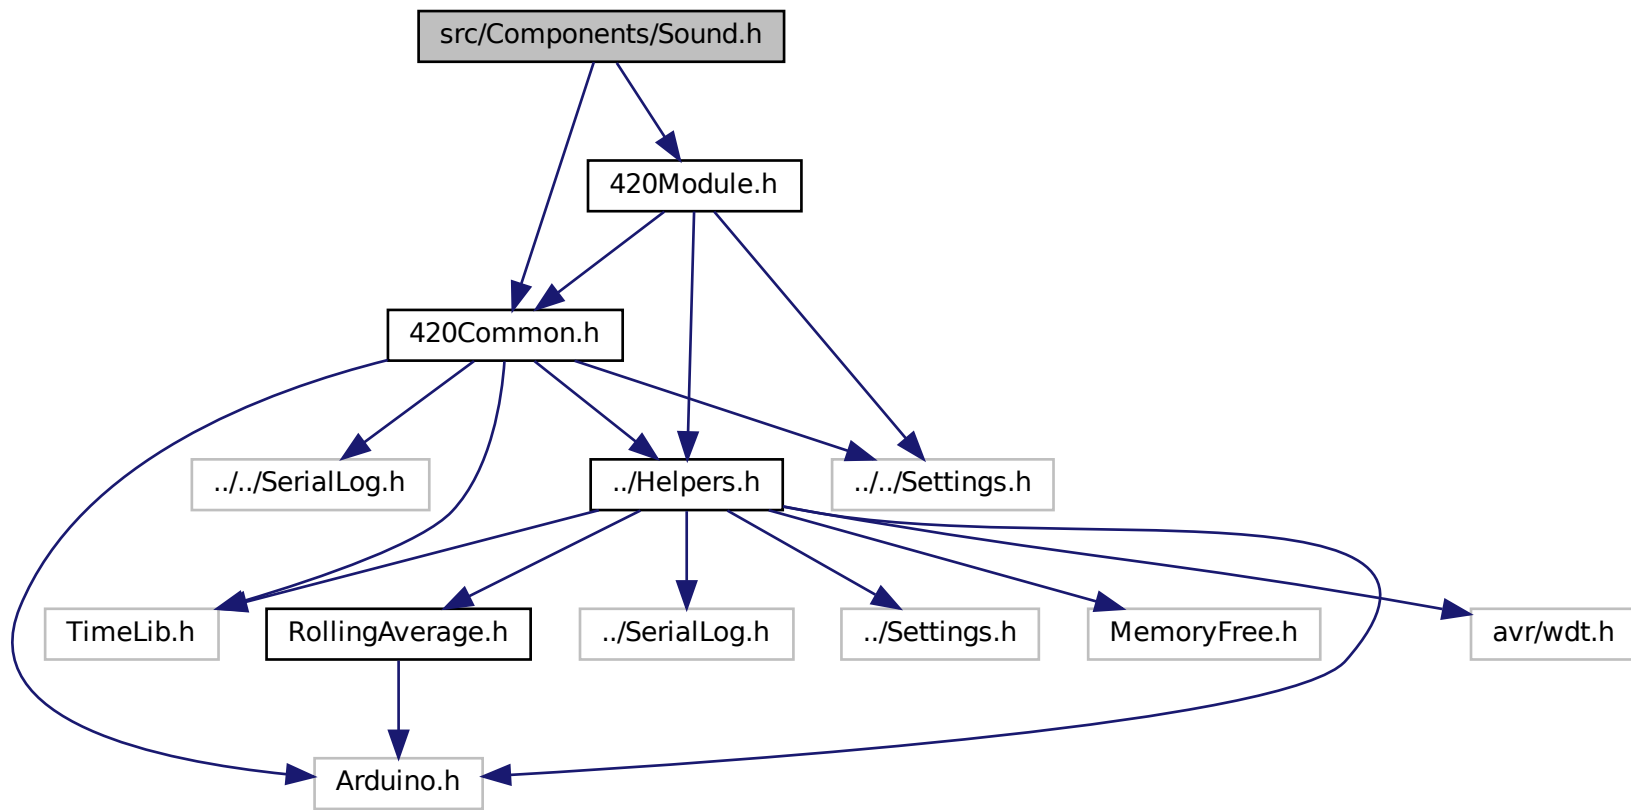 src/Components/Sound.h
420Module.h
420Common.h
../../SerialLog.h
../Helpers.h
../../Settings.h
TimeLib.h
RollingAverage.h
../SerialLog.h
../Settings.h
MemoryFree.h
avr/wdt.h
Arduino.h